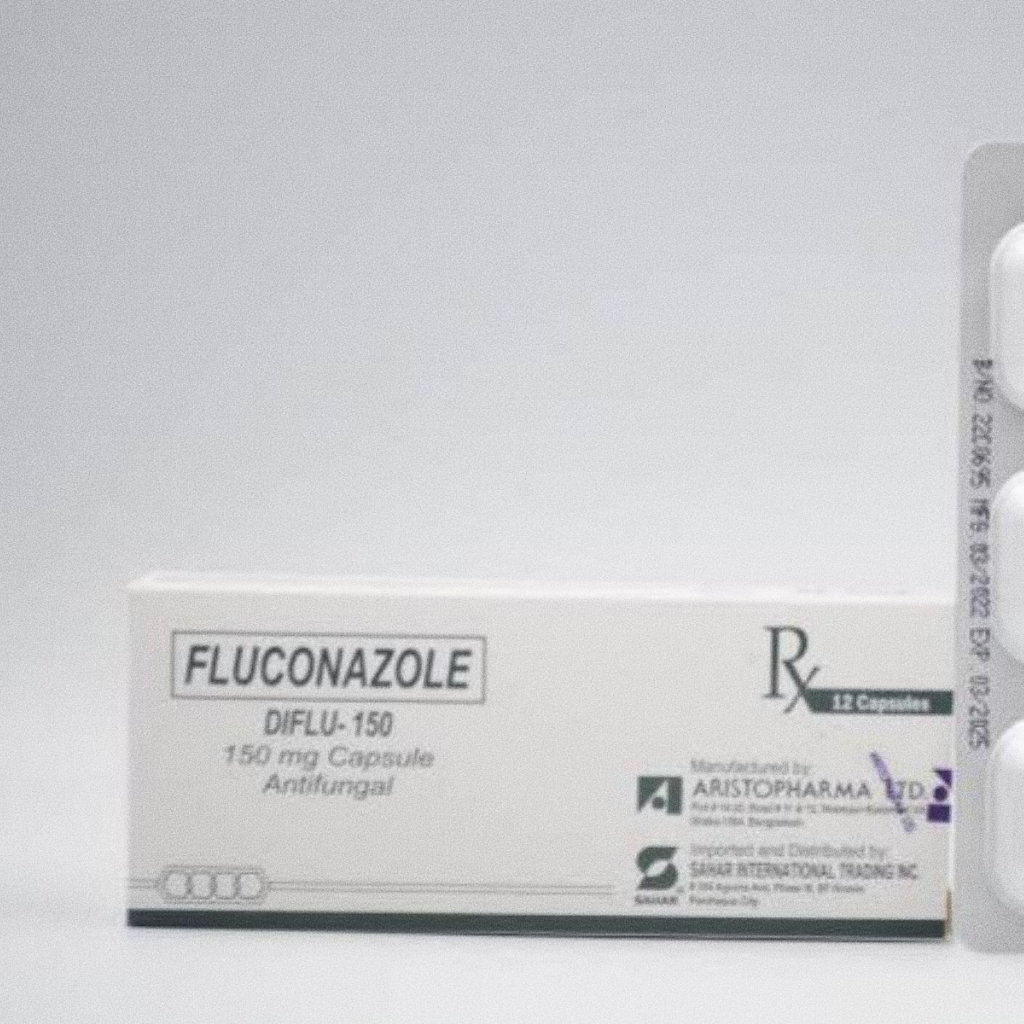 FLUCONAZOLE
DIFLU- 150
150 mg Capsule
Antifungal
Rx
12 Capsules
Manufactured by:
ARISTOPHARMA LTD.
Bangladesh
Imported and Distributed by:
SAHAR INTERNATIONAL TRADING INC.
SAHAR
B/NO 22C0695 MFG 03/2022 EXP 03/2025